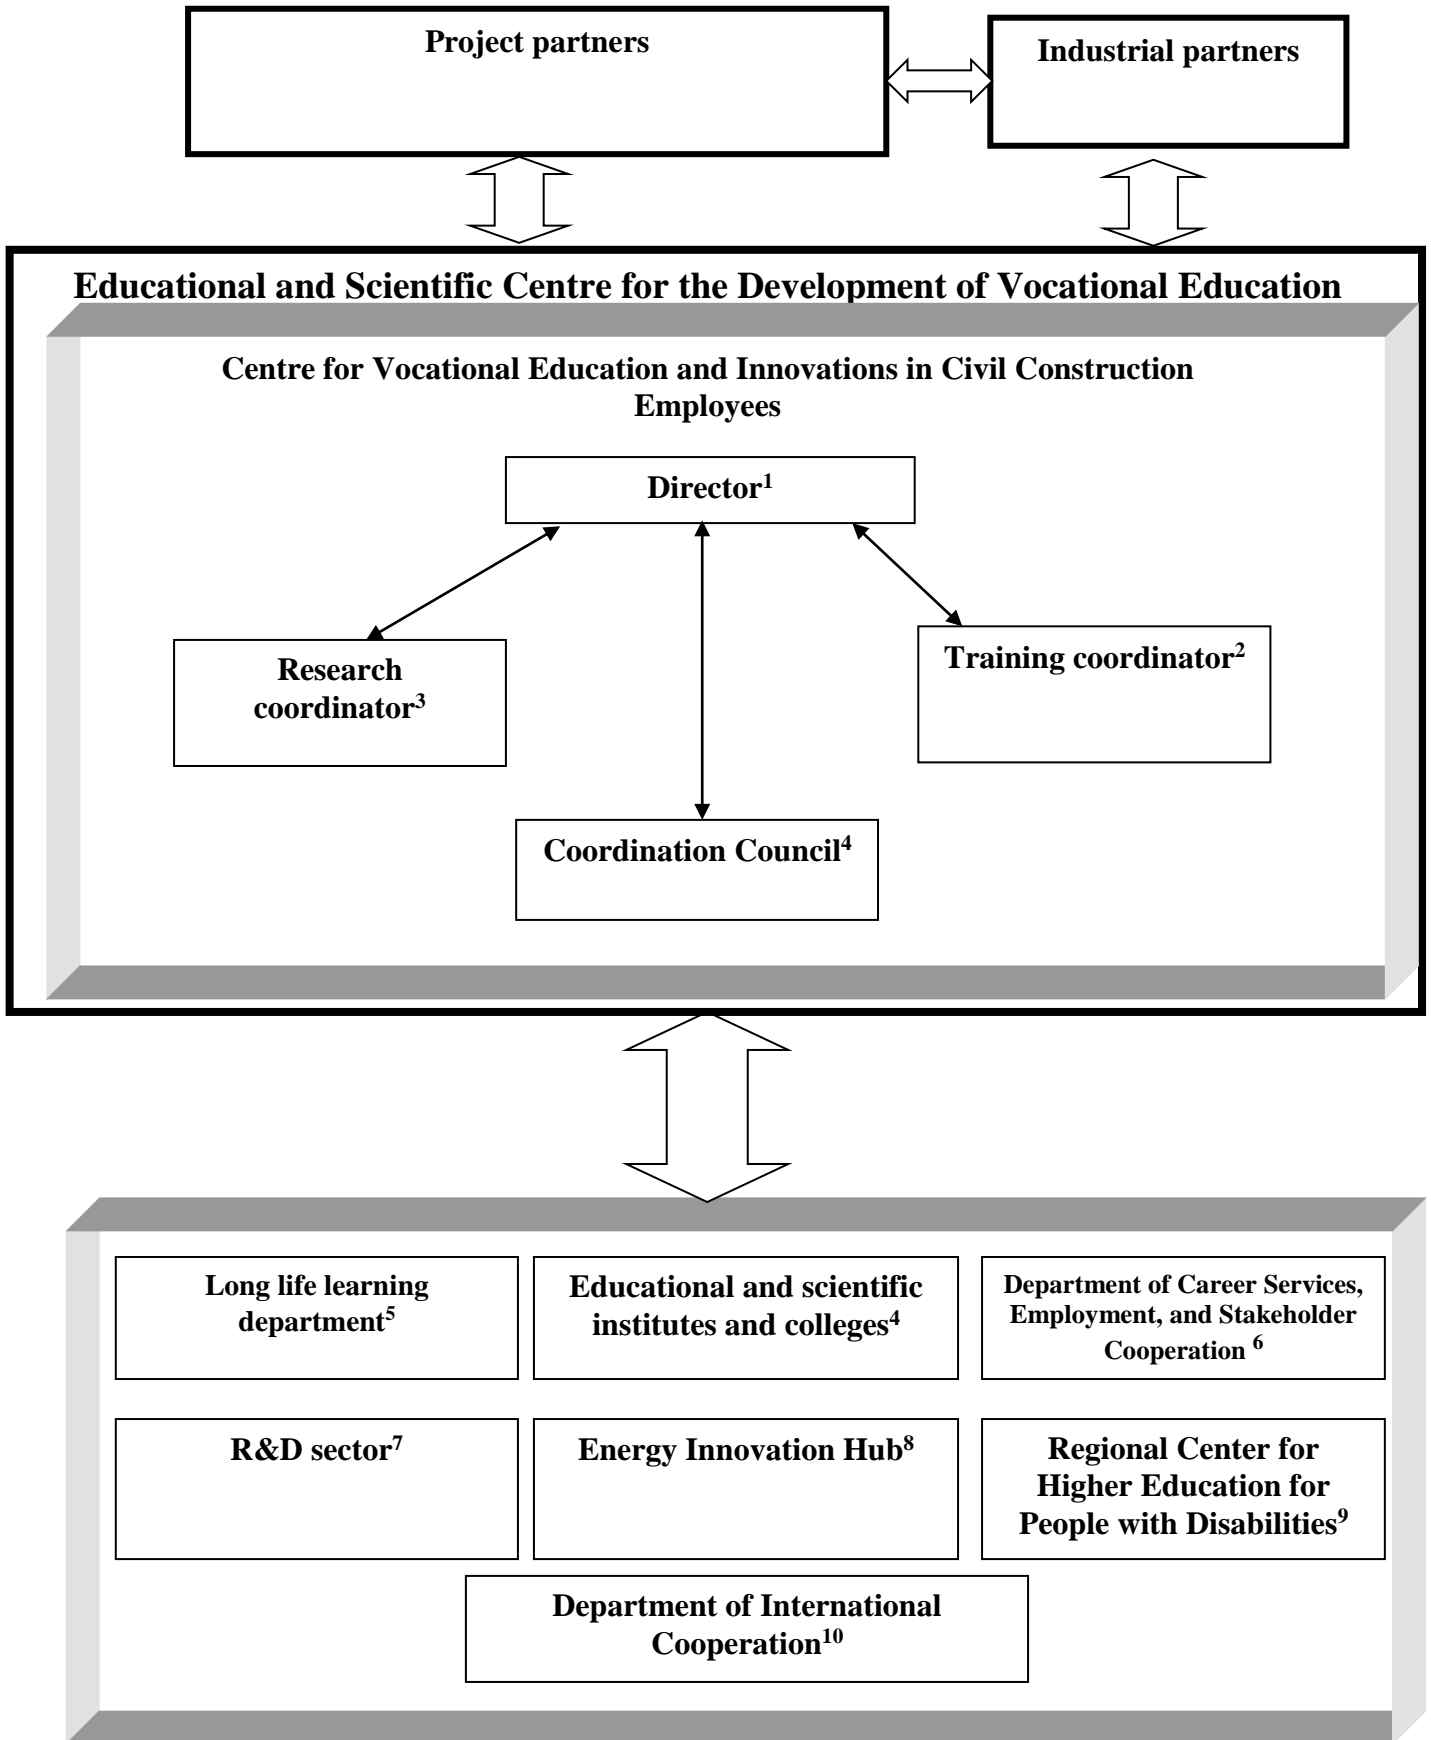 Project partners
Industrial partners
Educational and Scientific Centre for the Development of Vocational Education
Centre for Vocational Education and Innovations in Civil Construction
Employees
Director¹
Research
coordinator³
Training coordinator²
Coordination Council⁴
Long life learning
department⁵
Educational and scientific
institutes and colleges⁴
Department of Career Services,
Employment, and Stakeholder
Cooperation ⁶
R&D sector⁷
Energy Innovation Hub⁸
Regional Center for
Higher Education for
People with Disabilities⁹
Department of International
Cooperation¹⁰